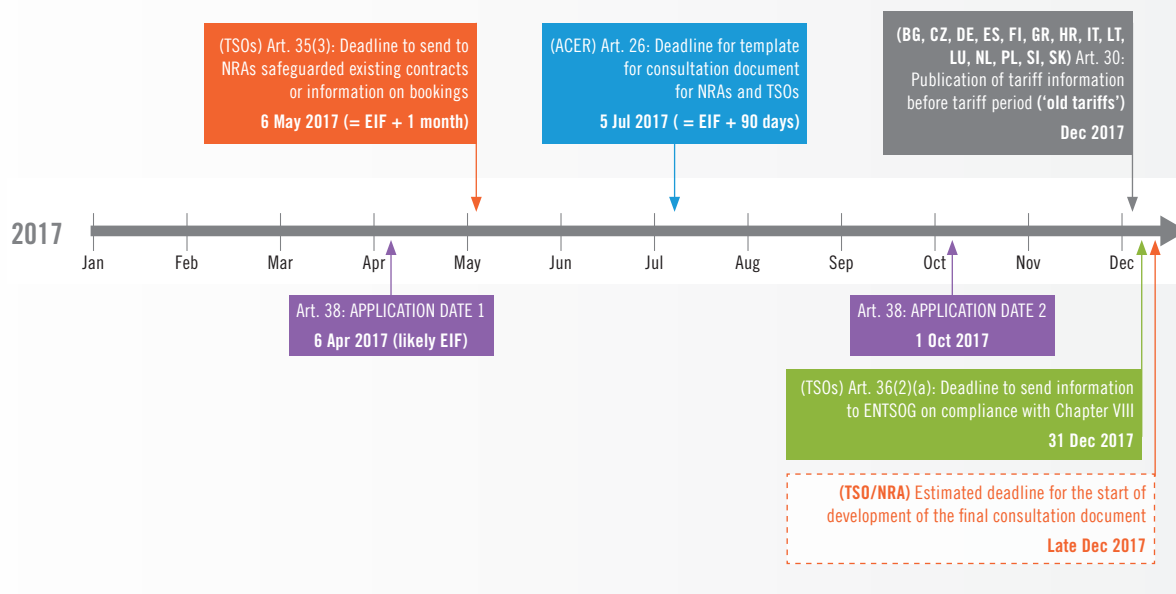 (TSOs) Art. 35(3): Deadline to send to
NRAs safeguarded existing contracts
or information on bookings
6 May 2017 (= EIF + 1 month)
(ACER) Art. 26: Deadline for template
for consultation document
for NRAs and TSOs
5 Jul 2017 ( = EIF + 90 days)
(BG, CZ, DE, ES, FI, GR, HR, IT, LT,
LU, NL, PL, SI, SK) Art. 30:
Publication of tariff information
before tariff period (‘old tariffs’)
Dec 2017
2017
Jan Feb Mar Apr May Jun Jul Aug Sep Oct Nov Dec
Art. 38: APPLICATION DATE 1
6 Apr 2017 (likely EIF)
Art. 38: APPLICATION DATE 2
1 Oct 2017
(TSOs) Art. 36(2)(a): Deadline to send information
to ENTSOG on compliance with Chapter VIII
31 Dec 2017
(TSO/NRA) Estimated deadline for the start of
development of the final consultation document
Late Dec 2017